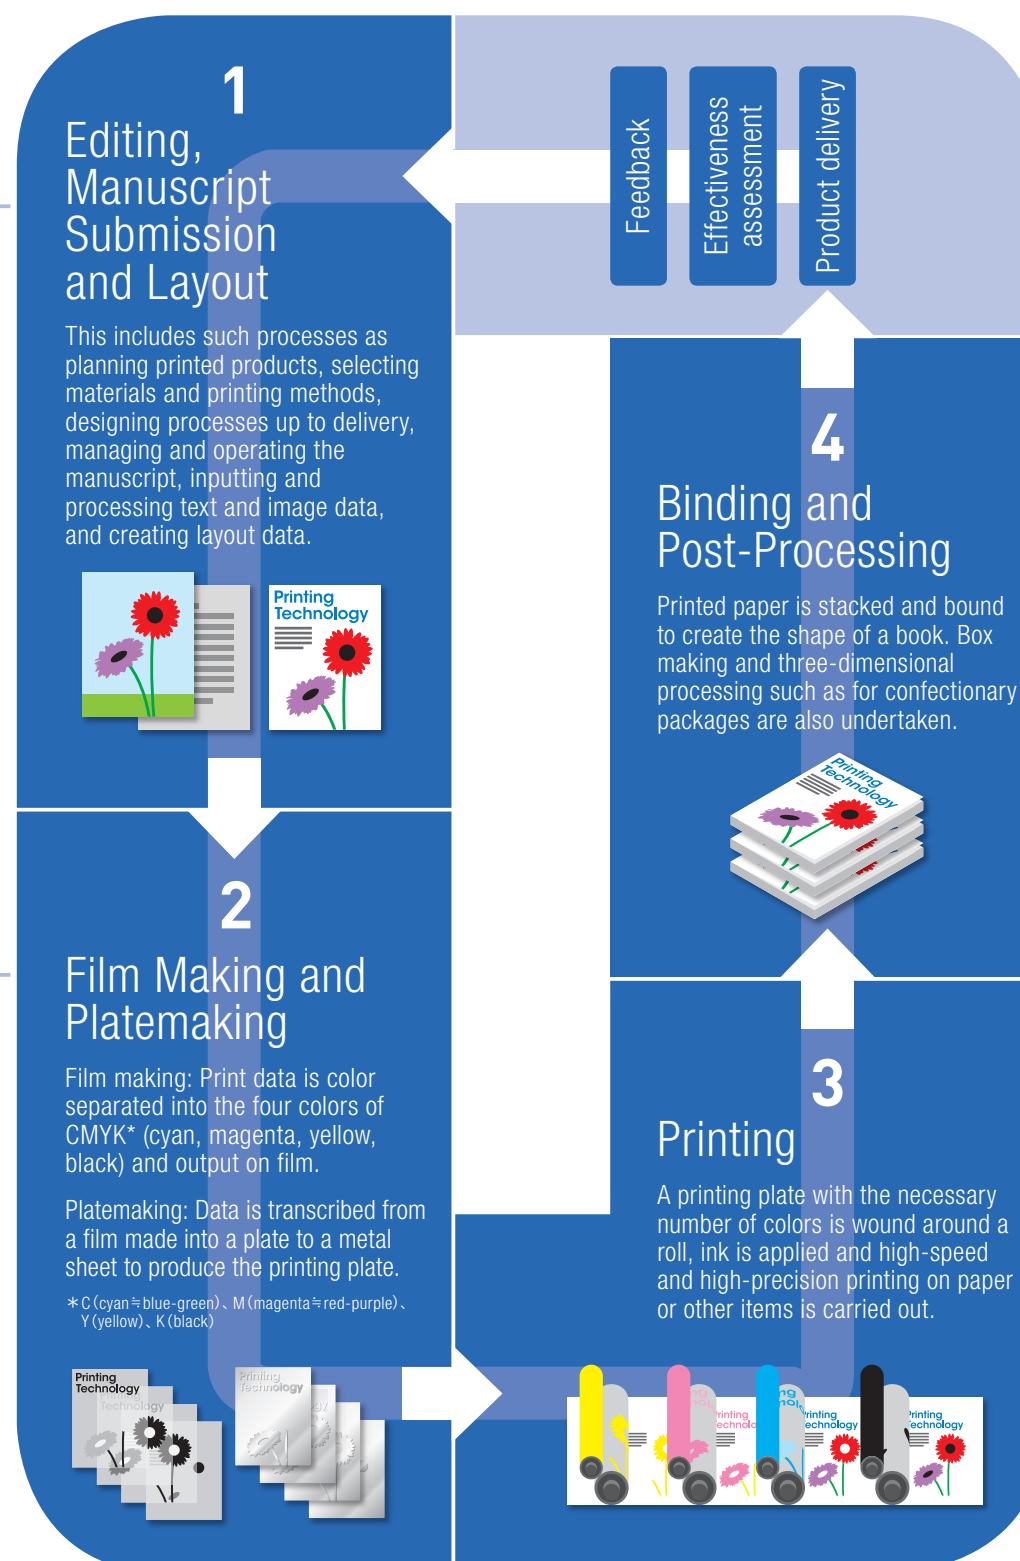 1
Editing,
Manuscript
Submission
and Layout
This includes such processes as
planning printed products, selecting
materials and printing methods,
designing processes up to delivery,
managing and operating the
manuscript, inputting and
processing text and image data,
and creating layout data.
Printing
Technology
2
Film Making and
Platemaking
Film making: Print data is color
separated into the four colors of
CMYK* (cyan, magenta, yellow,
black) and output on film.
Platemaking: Data is transcribed from
a film made into a plate to a metal
sheet to produce the printing plate.
＊C（cyan≒blue-green）、M（magenta≒red-purple）、
Y（yellow）、K（black）
Printing
Technology
Printing
Technology
Printing
Technology
3
Printing
A printing plate with the necessary
number of colors is wound around a
roll, ink is applied and high-speed
and high-precision printing on paper
or other items is carried out.
Printing
Technology
4
Binding and
Post-Processing
Printed paper is stacked and bound
to create the shape of a book. Box
making and three-dimensional
processing such as for confectionary
packages are also undertaken.
Printing
Technology
Product delivery
Effectiveness
assessment
Feedback